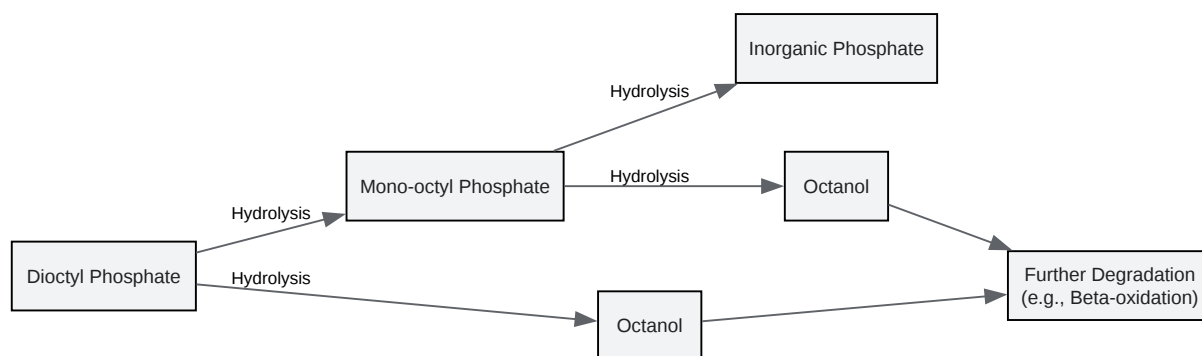 Inorganic Phosphate
Hydrolysis
Mono-octyl Phosphate
Hydrolysis
Octanol
Hydrolysis
Dioctyl Phosphate
Hydrolysis
Further Degradation
(e.g., Beta-oxidation)
Octanol